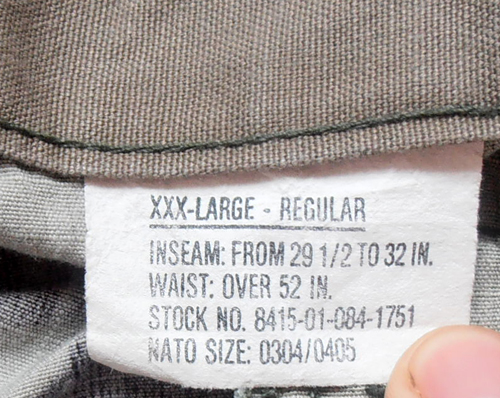 XXX-LARGE - REGULAR
INSEAM: FROM 29 1/2 TO 32 IN.
WAIST: OVER 52 IN.
STOCK NO. 8415-01-084-1751
NATO SIZE: 0304/0405